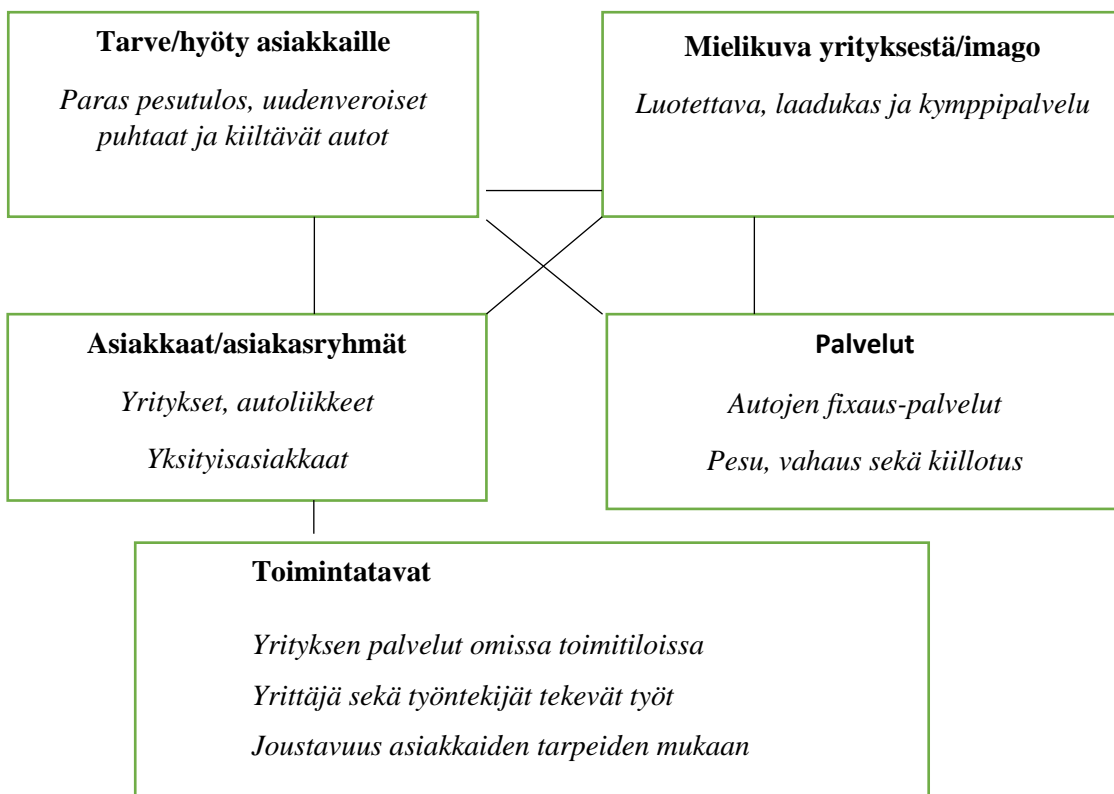 Tarve/hyöty asiakkaille
Paras pesutulos, uudenveroiset
puhtaat ja kiiltävät autot
Mielikuva yrityksestä/imago
Luotettava, laadukas ja kymppipalvelu
Asiakkaat/asiakasryhmät
Yritykset, autoliikkeet
Yksityisasiakkaat
Palvelut
Autojen fixaus-palvelut
Pesu, vahaus sekä kiillotus
Toimintatavat
Yrityksen palvelut omissa toimitiloissa
Yrittäjä sekä työntekijät tekevät työt
Joustavuus asiakkaiden tarpeiden mukaan